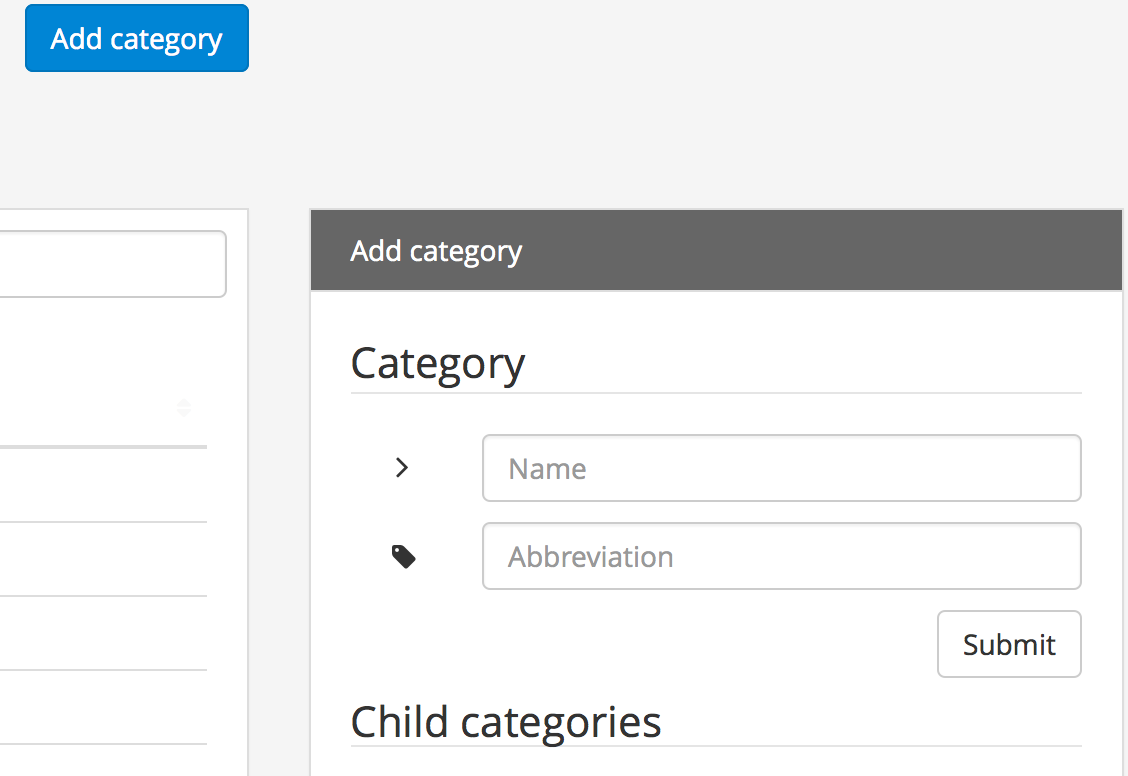 Add category
Add category
Category
Name
Abbreviation
Submit
Child categories